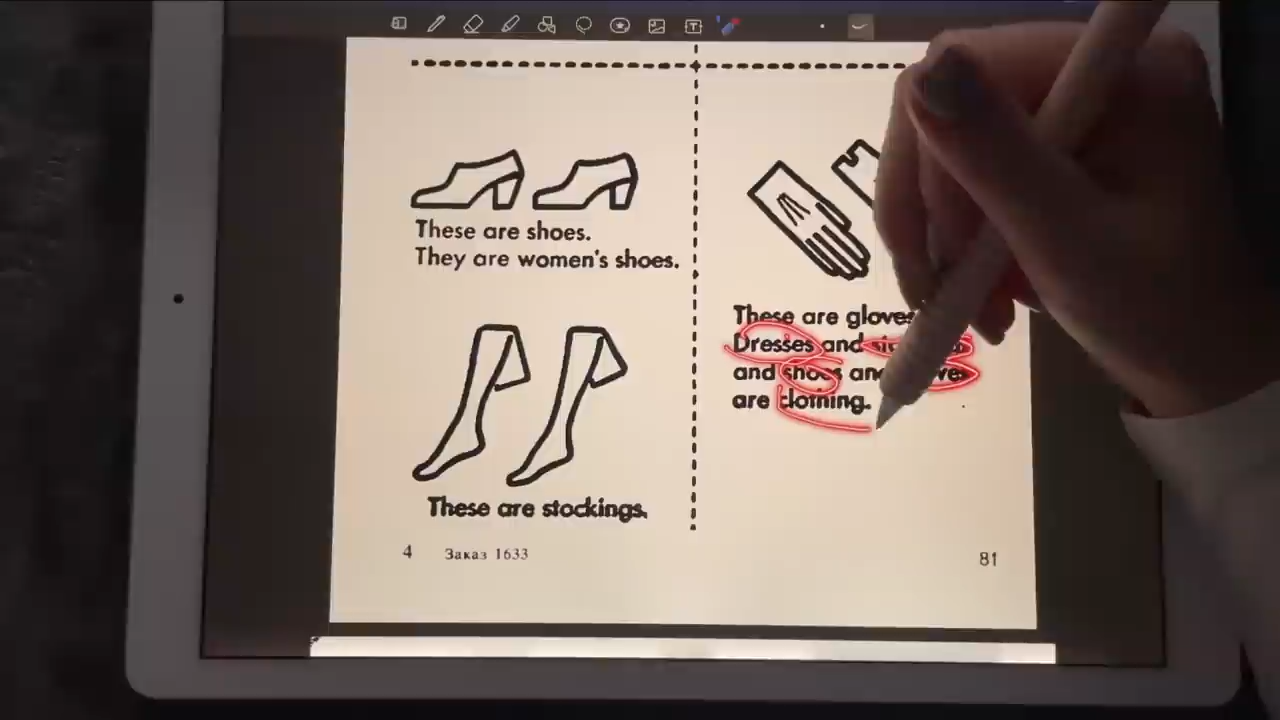 These are shoes.
They are women's shoes.
These are stockings.
These are gloves
Dresses and
and shoes and
are clothing.
4 Заказ 1633
81